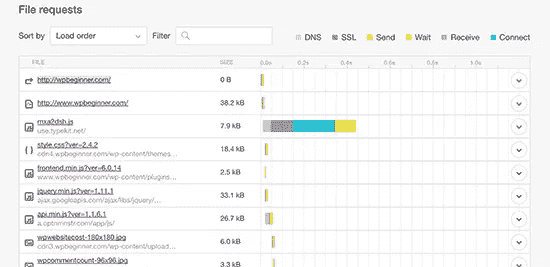 File requests
Sort by Load order Filter DNS SSL Send Wait Receive Connect
FILE SIZE 0.0s 0.2s 0.4s 0.6s 0.8s 1.0s
http://wpbeginner.com/ 0 B
http://www.wpbeginner.com/ 38.2 kB
mxa2dsh.js 7.9 kB
use.typekit.net/
style.css?ver=2.4.2 18.4 kB
cdn4.wpbeginner.com/wp-content/themes...
frontend.min.js?ver=6.0.14 2.5 kB
www.wpbeginner.com/wp-content/plugins...
jquery.min.js?ver=1.11.1 33.1 kB
ajax.googleapis.com/ajax/libs/jquery/...
api.min.js?ver=1.1.6.1 26.7 kB
a.optnmnstr.com/app/js/
wpwebsitecost-180x180.jpg 6.0 kB
cdn3.wpbeginner.com/wp-content/upload...
wpcommentcount-96x96.jpg 3.3 kB